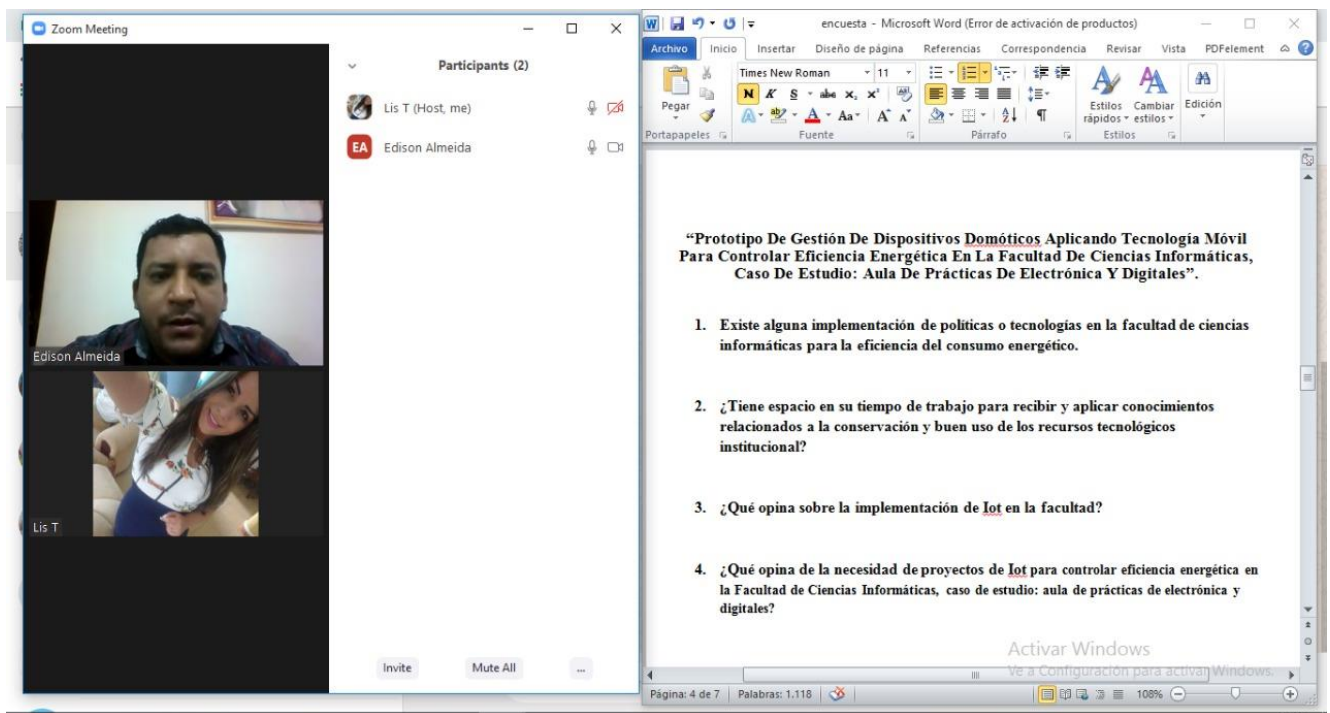 Zoom Meeting
Participants (2)
Lis T (Host, me)
EA Edison Almeida
Edison Almeida
Lis T
Invite Mute All ...
encuesta - Microsoft Word (Error de activación de productos)
Archivo Inicio Insertar Diseño de página Referencias Correspondencia Revisar Vista PDFelement
Times New Roman 11
N K S abe x₂ x²
A ab A Aa A A
Pegar
Estilos rápidos
Cambiar estilos
Edición
Portapapeles Fuente Párrafo Estilos
“Prototipo De Gestión De Dispositivos Domóticos Aplicando Tecnología Móvil
Para Controlar Eficiencia Energética En La Facultad De Ciencias Informáticas,
Caso De Estudio: Aula De Prácticas De Electrónica Y Digitales”.
1. Existe alguna implementación de políticas o tecnologías en la facultad de ciencias
informáticas para la eficiencia del consumo energético.
2. ¿Tiene espacio en su tiempo de trabajo para recibir y aplicar conocimientos
relacionados a la conservación y buen uso de los recursos tecnológicos
institucional?
3. ¿Qué opina sobre la implementación de Iot en la facultad?
4. ¿Qué opina de la necesidad de proyectos de Iot para controlar eficiencia energética en
la Facultad de Ciencias Informáticas, caso de estudio: aula de prácticas de electrónica y
digitales?
Activar Windows
Ve a Configuración para activar Windows.
Página: 4 de 7 Palabras: 1.118 108%